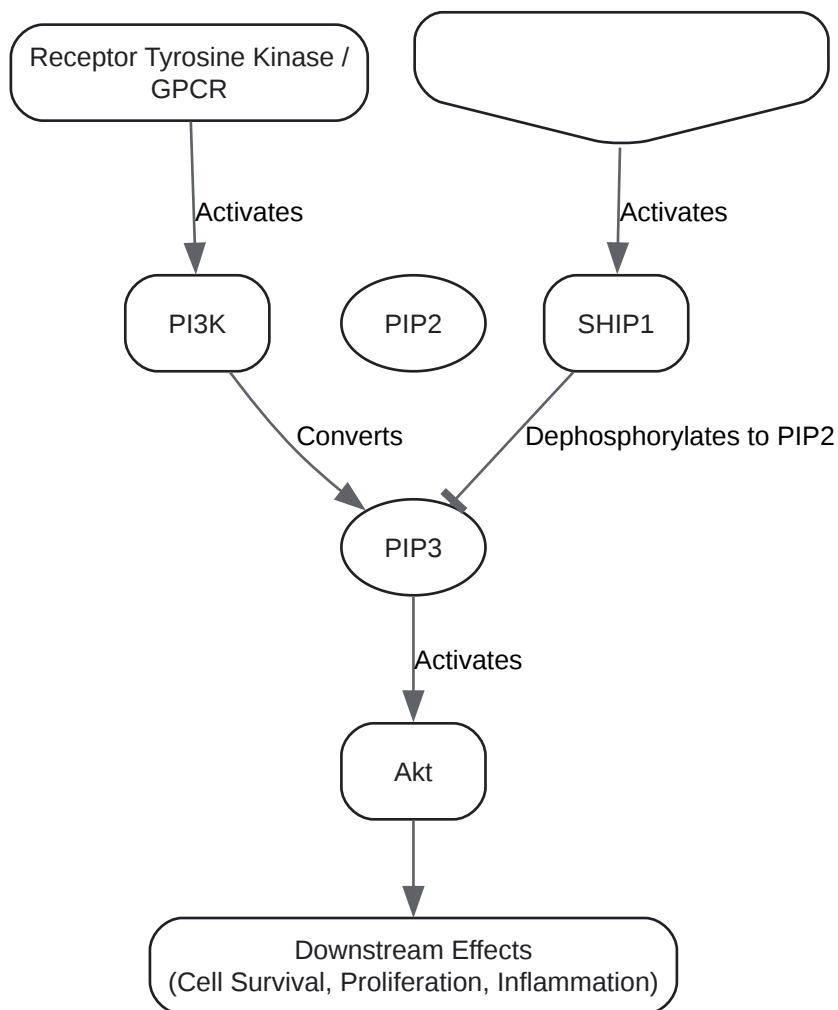 Receptor Tyrosine Kinase /
GPCR
Activates
Activates
PI3K
PIP2
SHIP1
Converts
Dephosphorylates to PIP2
PIP3
Activates
Akt
Downstream Effects
(Cell Survival, Proliferation, Inflammation)